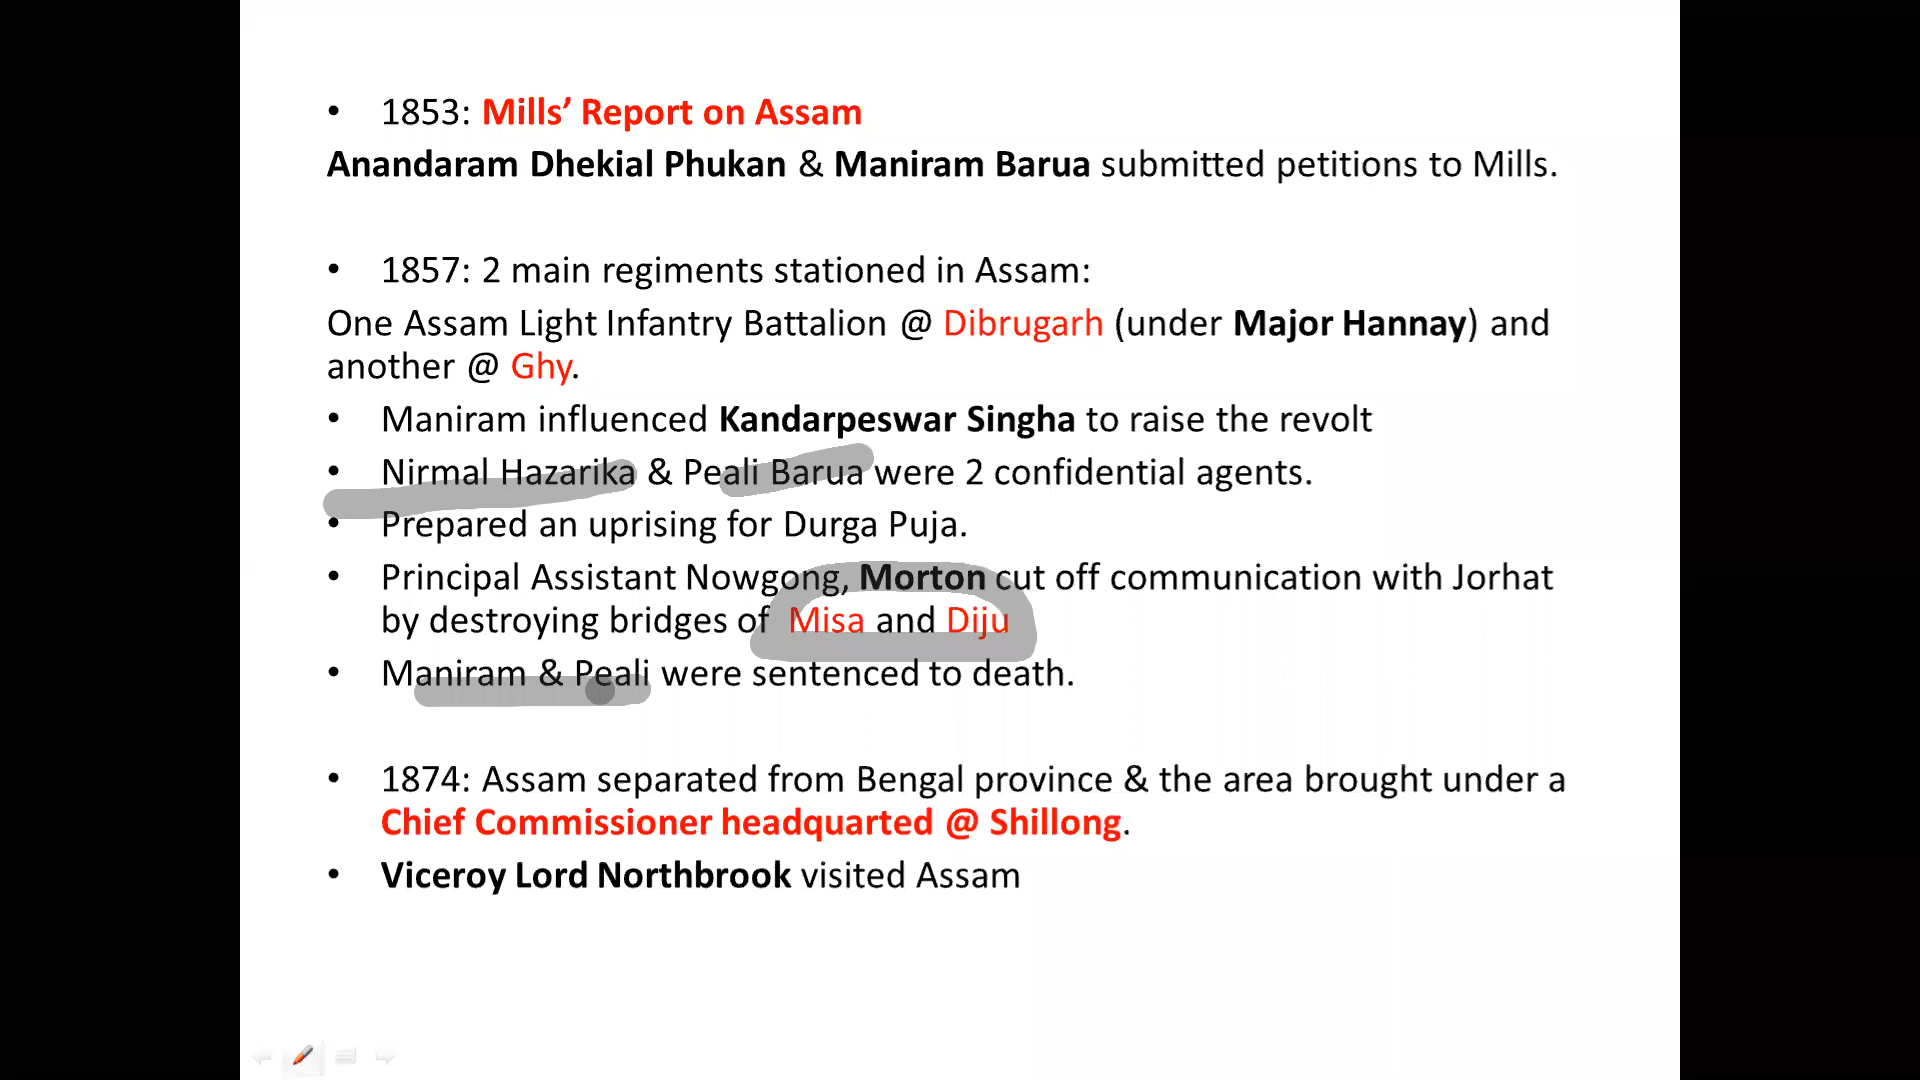 • 1853: Mills’ Report on Assam
Anandaram Dhekial Phukan & Maniram Barua submitted petitions to Mills.
• 1857: 2 main regiments stationed in Assam:
One Assam Light Infantry Battalion @ Dibrugarh (under Major Hannay) and
another @ Ghy.
• Maniram influenced Kandarpeswar Singha to raise the revolt
• Nirmal Hazarika & Peali Barua were 2 confidential agents.
• Prepared an uprising for Durga Puja.
• Principal Assistant Nowgong, Morton cut off communication with Jorhat
by destroying bridges of Misa and Diju
• Maniram & Peali were sentenced to death.
• 1874: Assam separated from Bengal province & the area brought under a
Chief Commissioner headquarted @ Shillong.
• Viceroy Lord Northbrook visited Assam